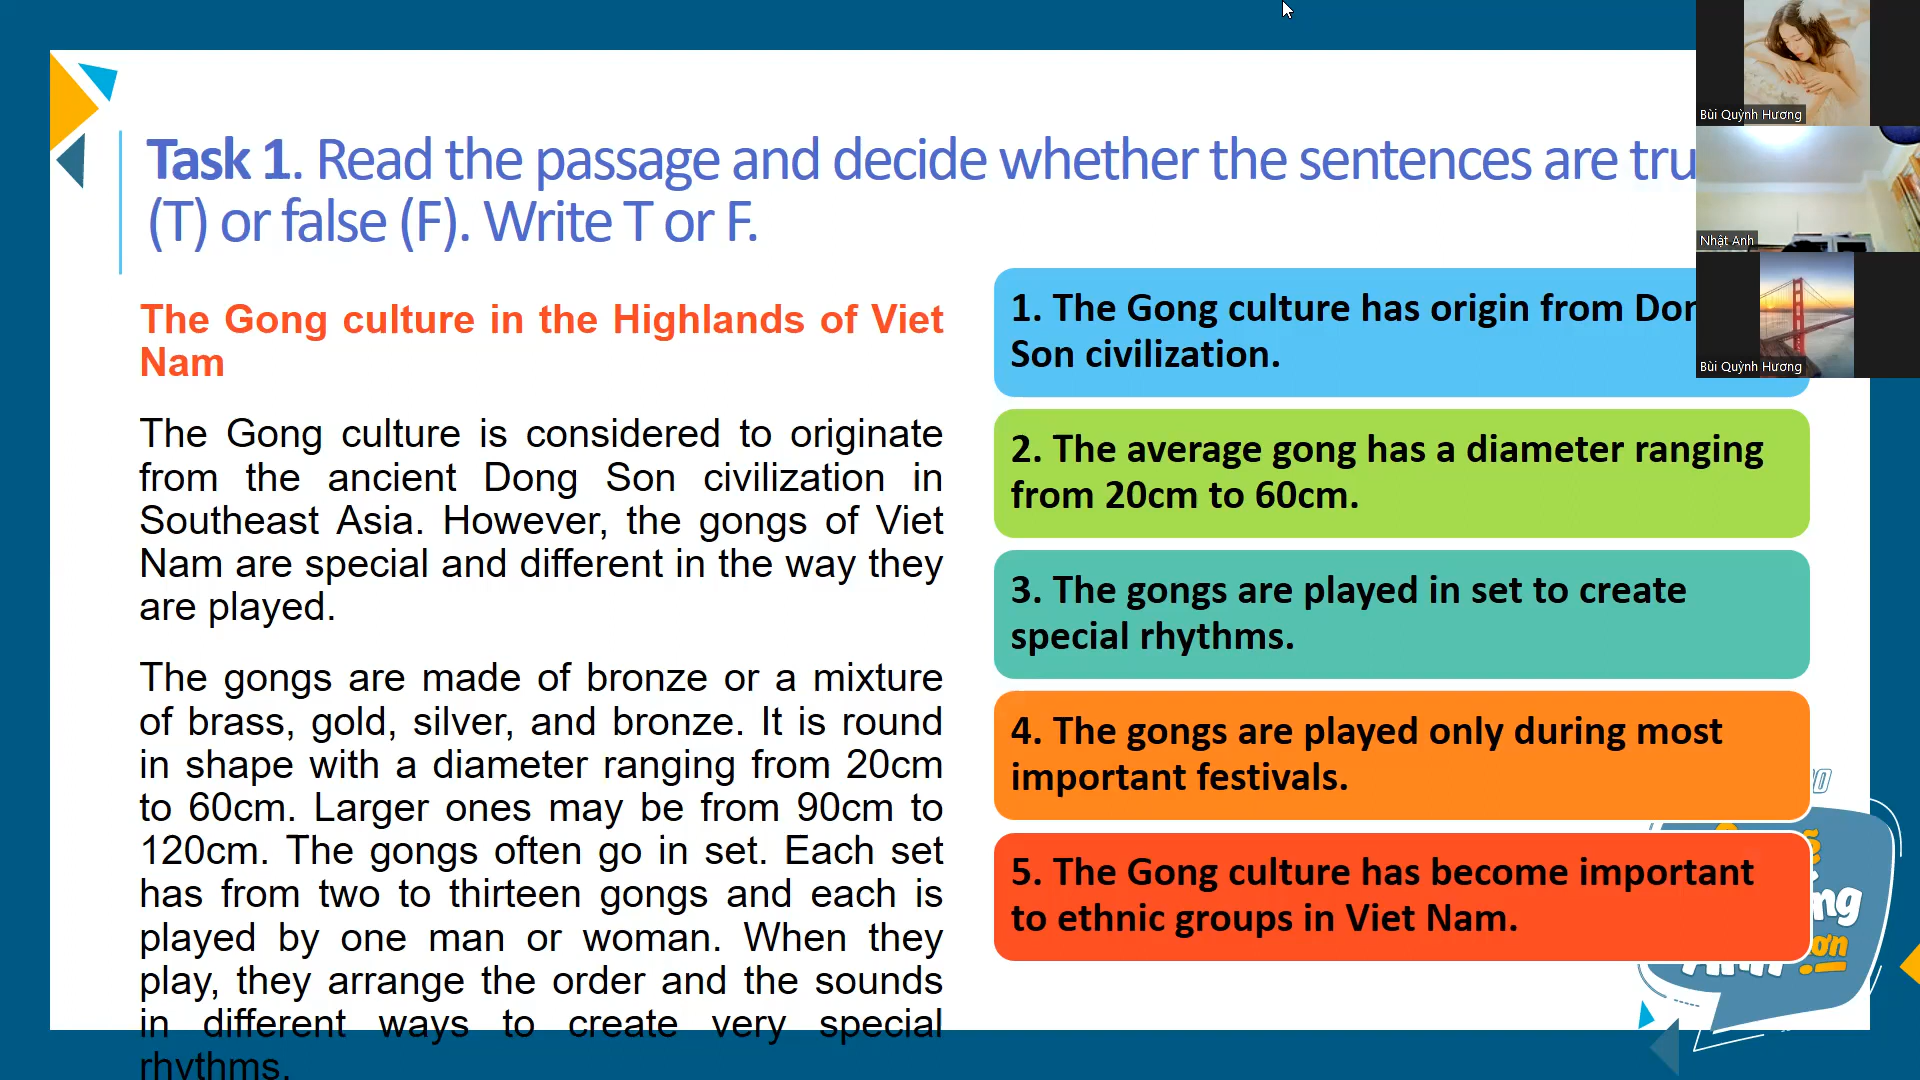 Task 1. Read the passage and decide whether the sentences are tru
(T) or false (F). Write T or F.
The Gong culture in the Highlands of Viet
Nam
The Gong culture is considered to originate
from the ancient Dong Son civilization in
Southeast Asia. However, the gongs of Viet
Nam are special and different in the way they
are played.
The gongs are made of bronze or a mixture
of brass, gold, silver, and bronze. It is round
in shape with a diameter ranging from 20cm
to 60cm. Larger ones may be from 90cm to
120cm. The gongs often go in set. Each set
has from two to thirteen gongs and each is
played by one man or woman. When they
play, they arrange the order and the sounds
in different ways to create very special
rhythms.
1. The Gong culture has origin from Don
Son civilization.
2. The average gong has a diameter ranging
from 20cm to 60cm.
3. The gongs are played in set to create
special rhythms.
4. The gongs are played only during most
important festivals.
5. The Gong culture has become important
to ethnic groups in Viet Nam.
Bùi Quỳnh Hương
Nhật Anh
Bùi Quỳnh Hương